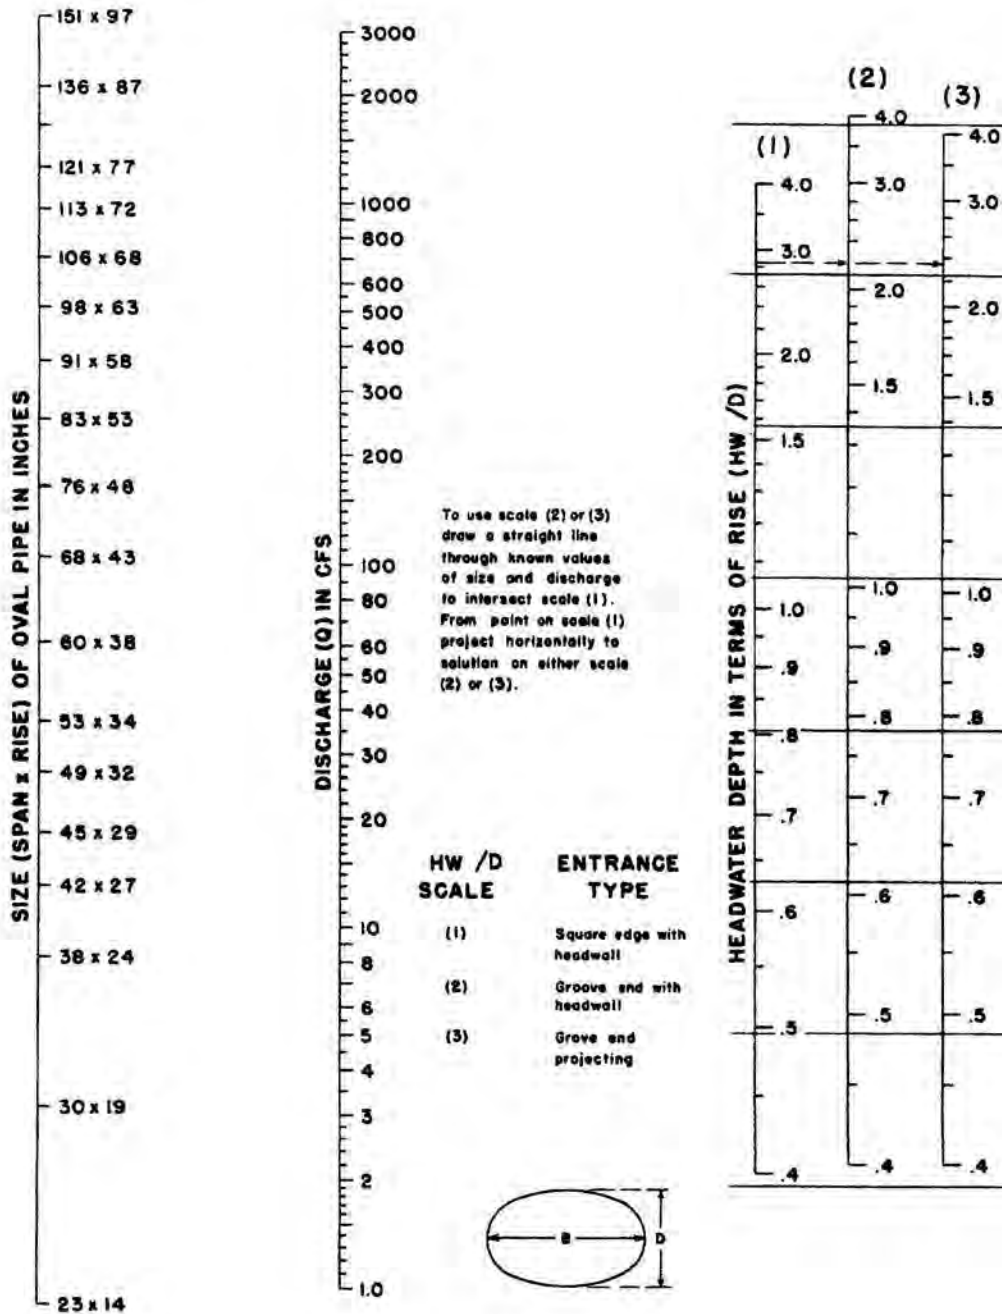 SIZE (SPAN x RISE) OF OVAL PIPE IN INCHES
151 x 97
136 x 87
121 x 77
113 x 72
106 x 68
98 x 63
91 x 58
83 x 53
76 x 48
68 x 43
60 x 38
53 x 34
49 x 32
45 x 29
42 x 27
38 x 24
30 x 19
23 x 14
DISCHARGE (Q) IN CFS
3000
2000
1000
800
600
500
400
300
200
100
80
60
50
40
30
20
10
8
6
5
4
3
2
1.0
To use scale (2) or (3)
draw a straight line
through known values
of size and discharge
to intersect scale (1).
From point on scale (1)
project horizontally to
solution on either scale
(2) or (3).
HW /D
SCALE
ENTRANCE
TYPE
(1)
Square edge with
headwall
(2)
Groove end with
headwall
(3)
Grove end
projecting
B
D
HEADWATER DEPTH IN TERMS OF RISE (HW /D)
(1)
4.0
3.0
2.0
1.5
1.0
.9
.8
.7
.6
.5
.4
(2)
4.0
3.0
2.0
1.5
1.0
.9
.8
.7
.6
.5
.4
(3)
4.0
3.0
2.0
1.5
1.0
.9
.8
.7
.6
.5
.4